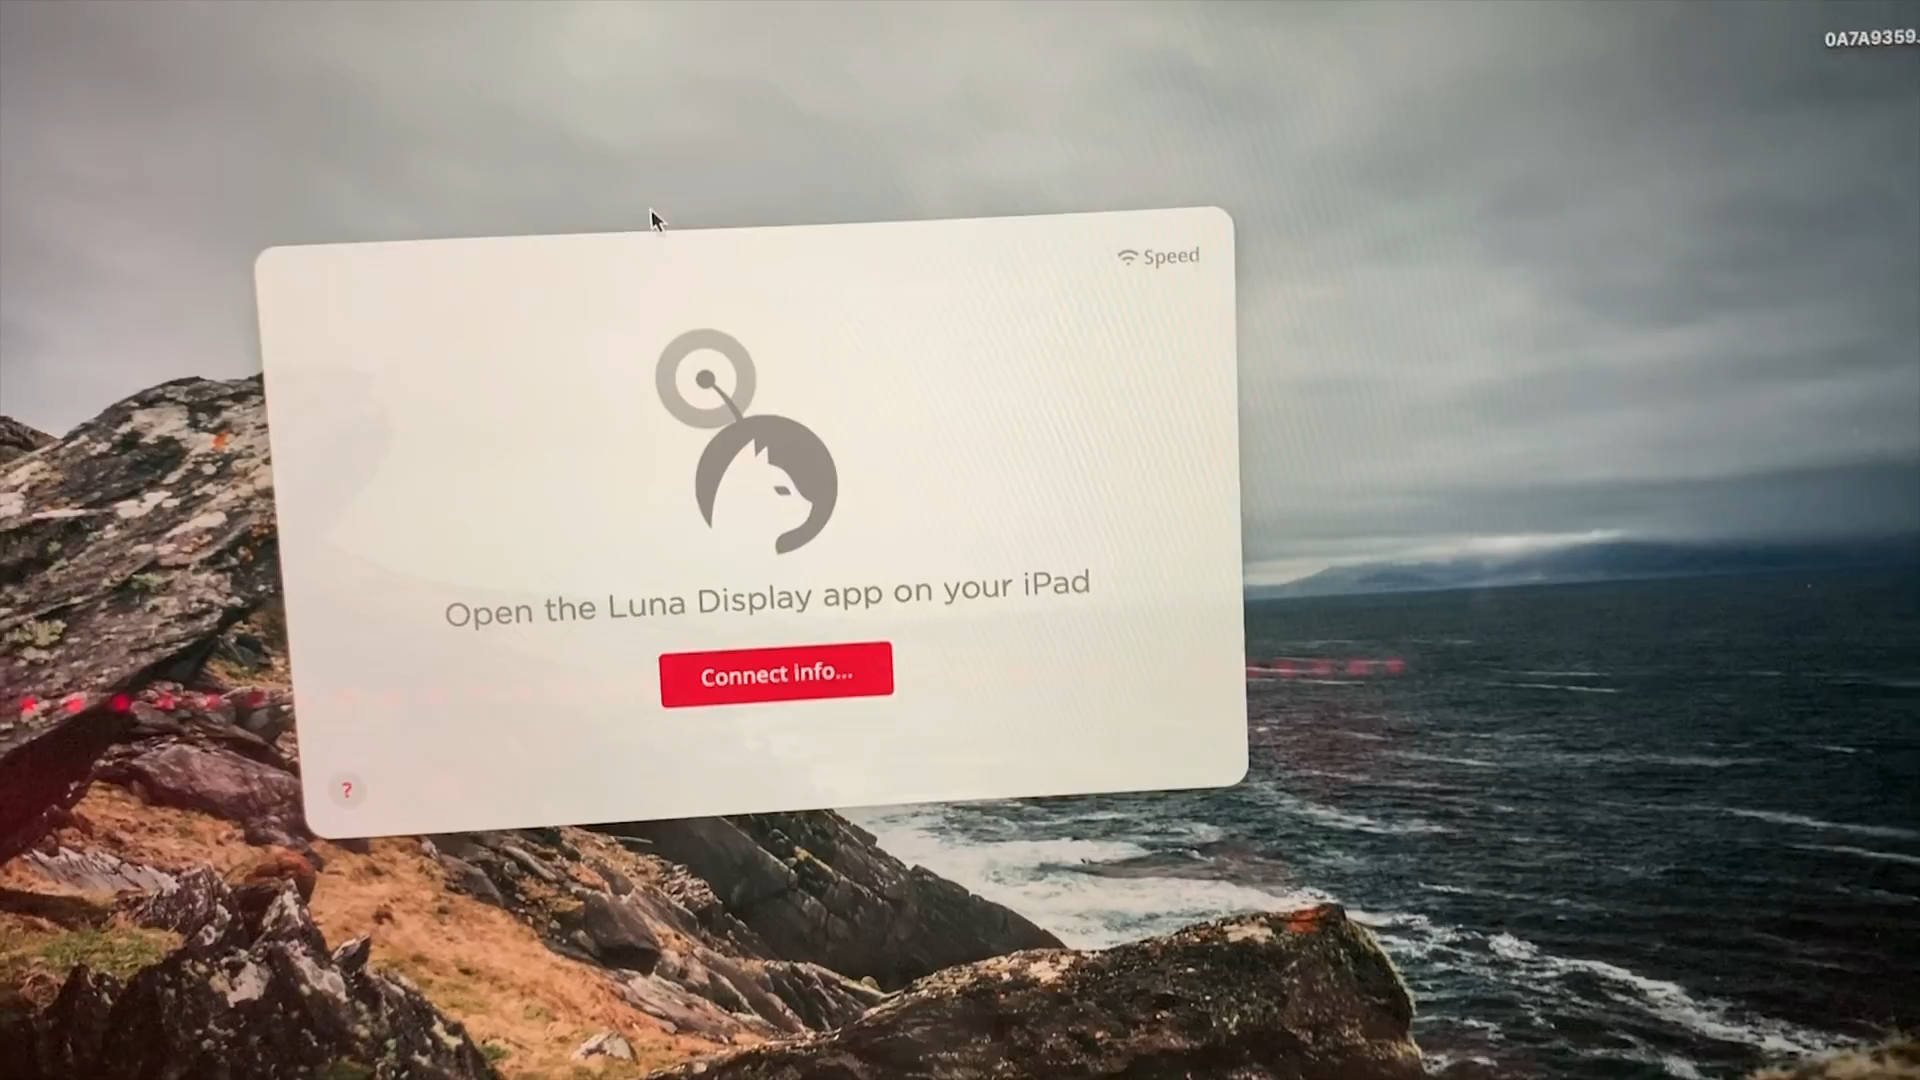 0A7A9359.
Speed
Open the Luna Display app on your iPad
Connect info...
?